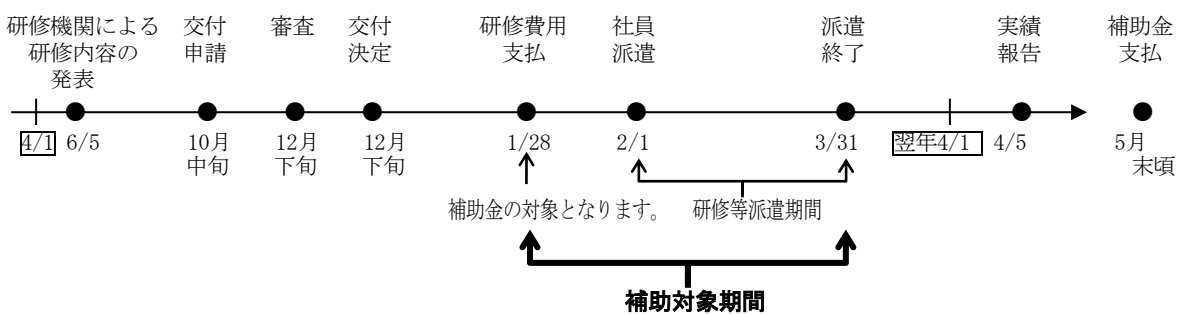 研修機関による 交付 審査 交付 研修費用 社員 派遣 実績 補助金
研修内容の 申請 決定 支払 派遣 終了 報告 支払
発表
4/1 6/5 10月 12月 12月 1/28 2/1 3/31 翌年4/1 4/5 5月
中旬 下旬 下旬 末頃
補助金の対象となります。 研修等派遣期間
補助対象期間